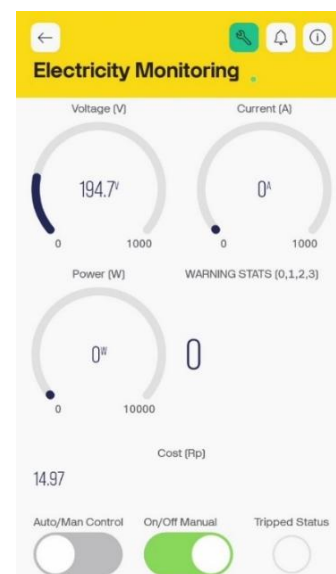 Electricity Monitoring
Voltage (V)
Current (A)
194.7V
0A
0
1000
0
1000
Power (W)
WARNING STATS (0,1,2,3)
0W
0
0
10000
Cost (Rp)
14.97
Auto/Man Control
On/Off Manual
Tripped Status